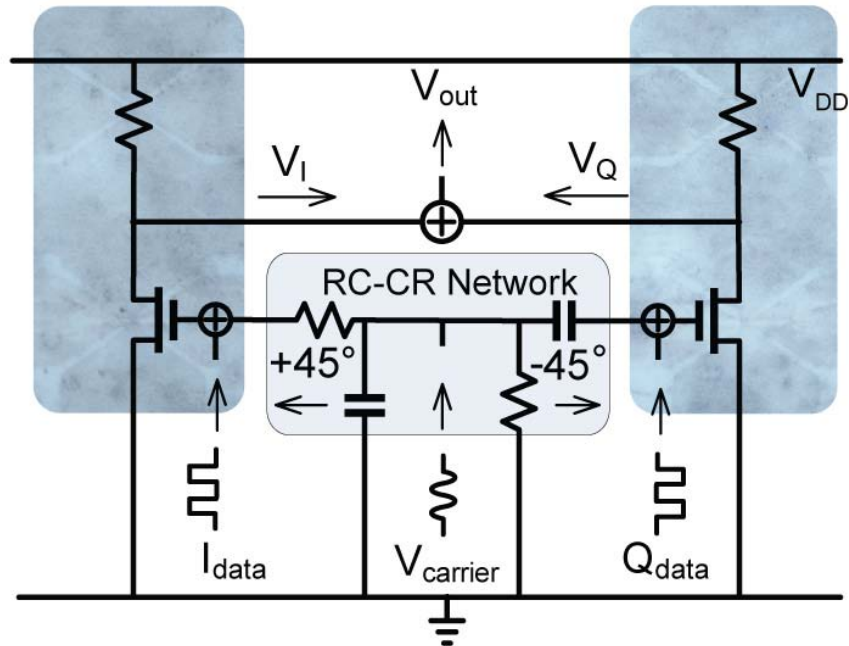 V_out
V_DD
V_I
V_Q
RC-CR Network
+45°
-45°
I_data
V_carrier
Q_data